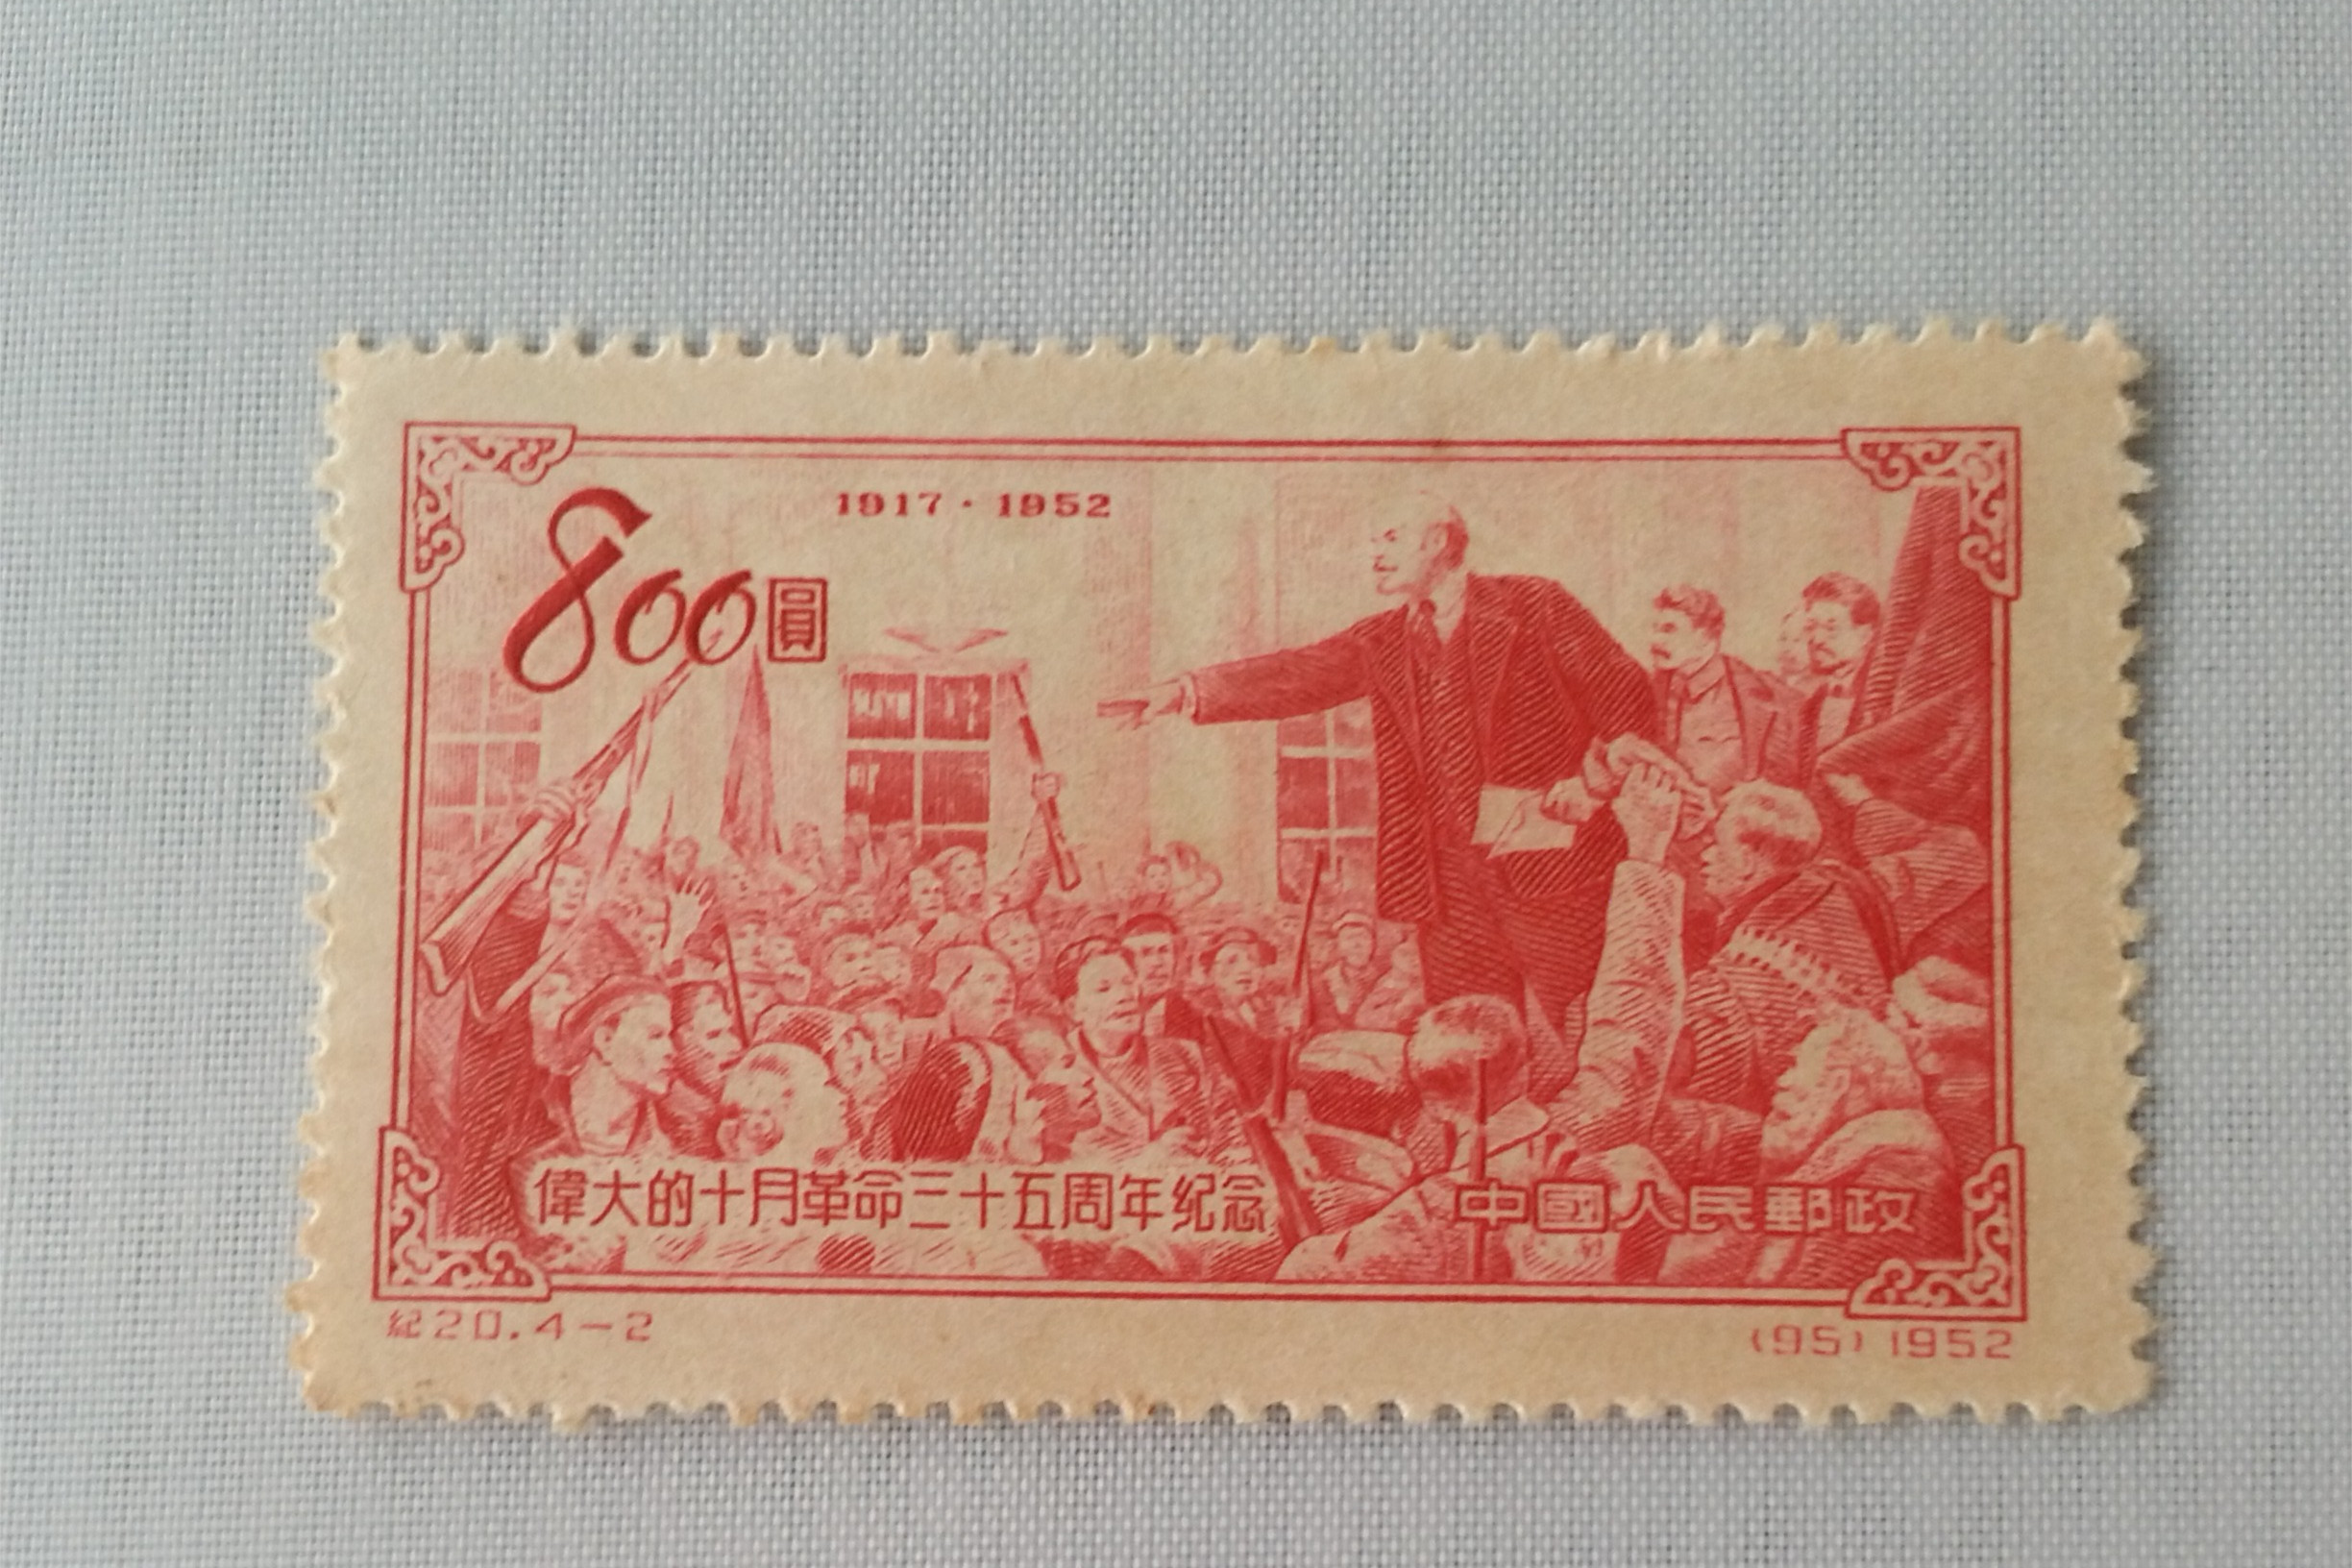 1917·1952
800圓
偉大的十月革命三十五周年纪念
中國人民郵政
紀20.4-2
(95)1952